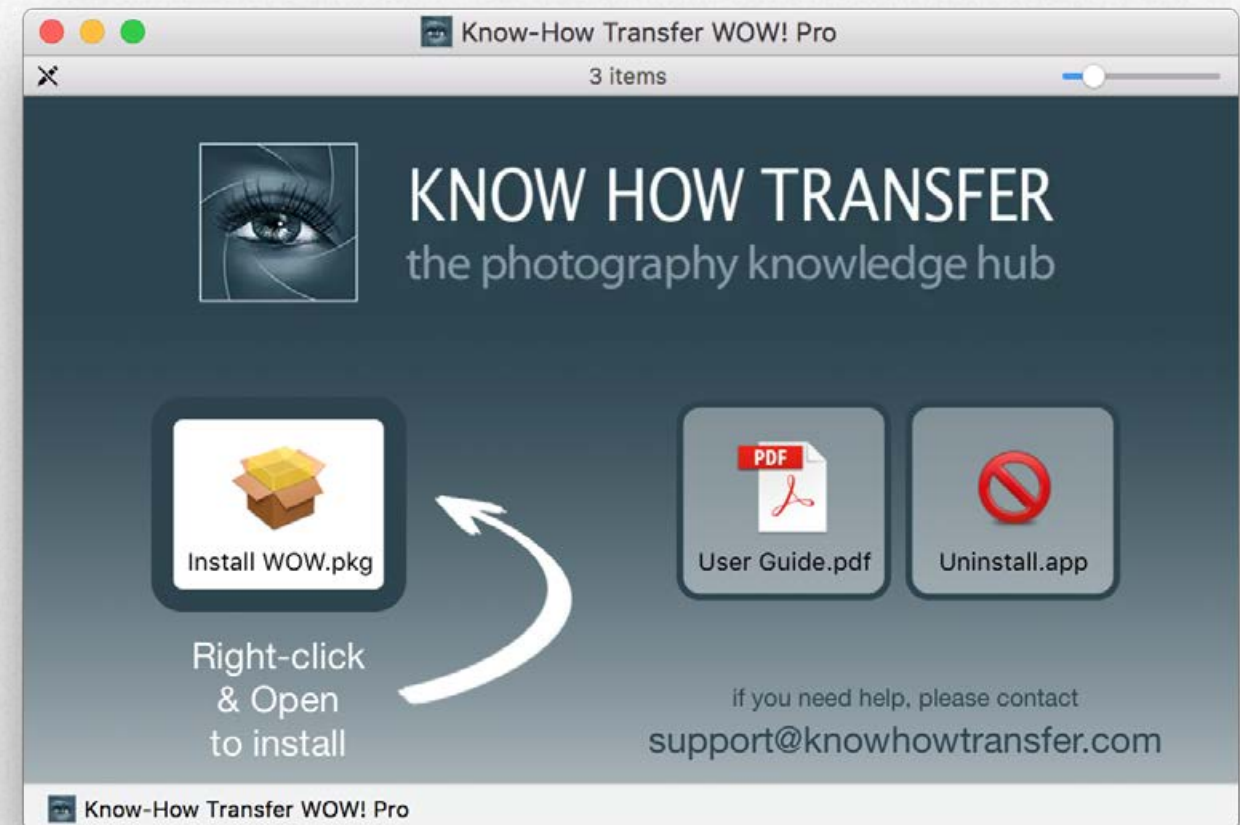 Know-How Transfer WOW! Pro
3 items
KNOW HOW TRANSFER
the photography knowledge hub
Install WOW.pkg
PDF
User Guide.pdf
Uninstall.app
Right-click
& Open
to install
if you need help, please contact
support@knowhowtransfer.com
Know-How Transfer WOW! Pro